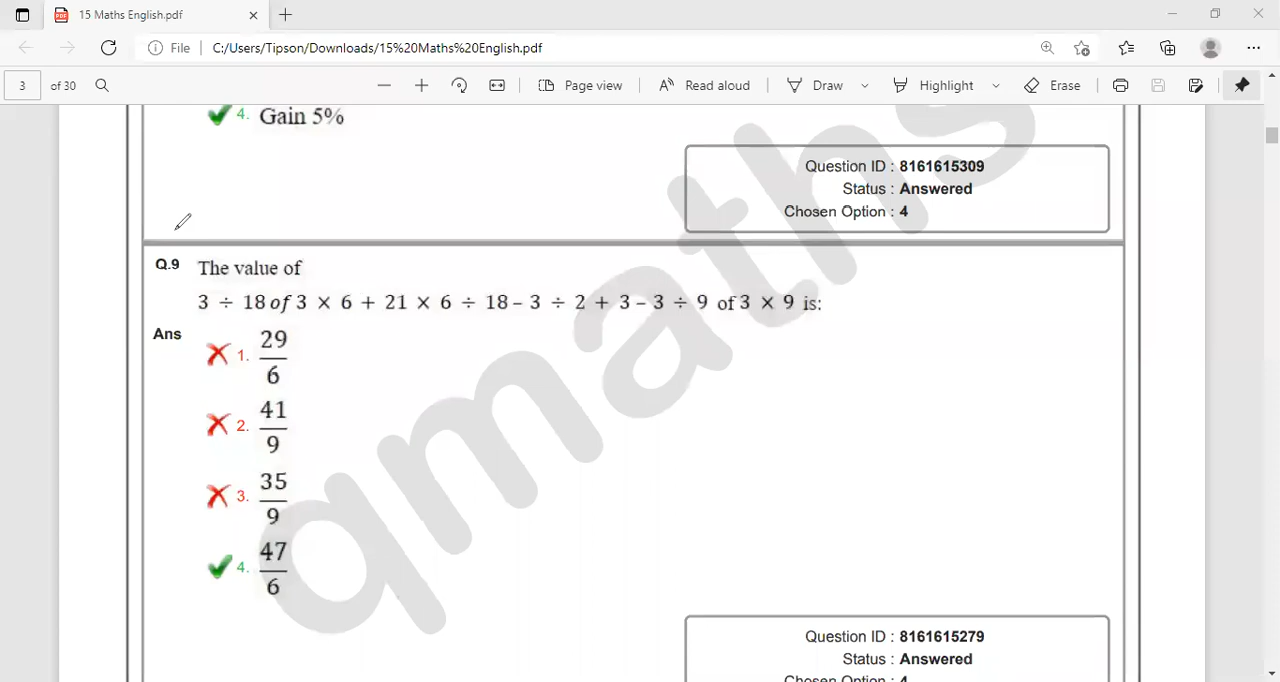 15 Maths English.pdf
File | C:/Users/Tipson/Downloads/15%20Maths%20English.pdf
3 of 30 Page view A Read aloud Draw Highlight Erase
4. Gain 5%
Question ID : 8161615309
Status : Answered
Chosen Option : 4
Q.9 The value of
3 ÷ 18 of 3 × 6 + 21 × 6 ÷ 18 – 3 ÷ 2 + 3 – 3 ÷ 9 of 3 × 9 is:
Ans
1. 29/6
2. 41/9
3. 35/9
4. 47/6
Question ID : 8161615279
Status : Answered
Chosen Option : 4
qmaths